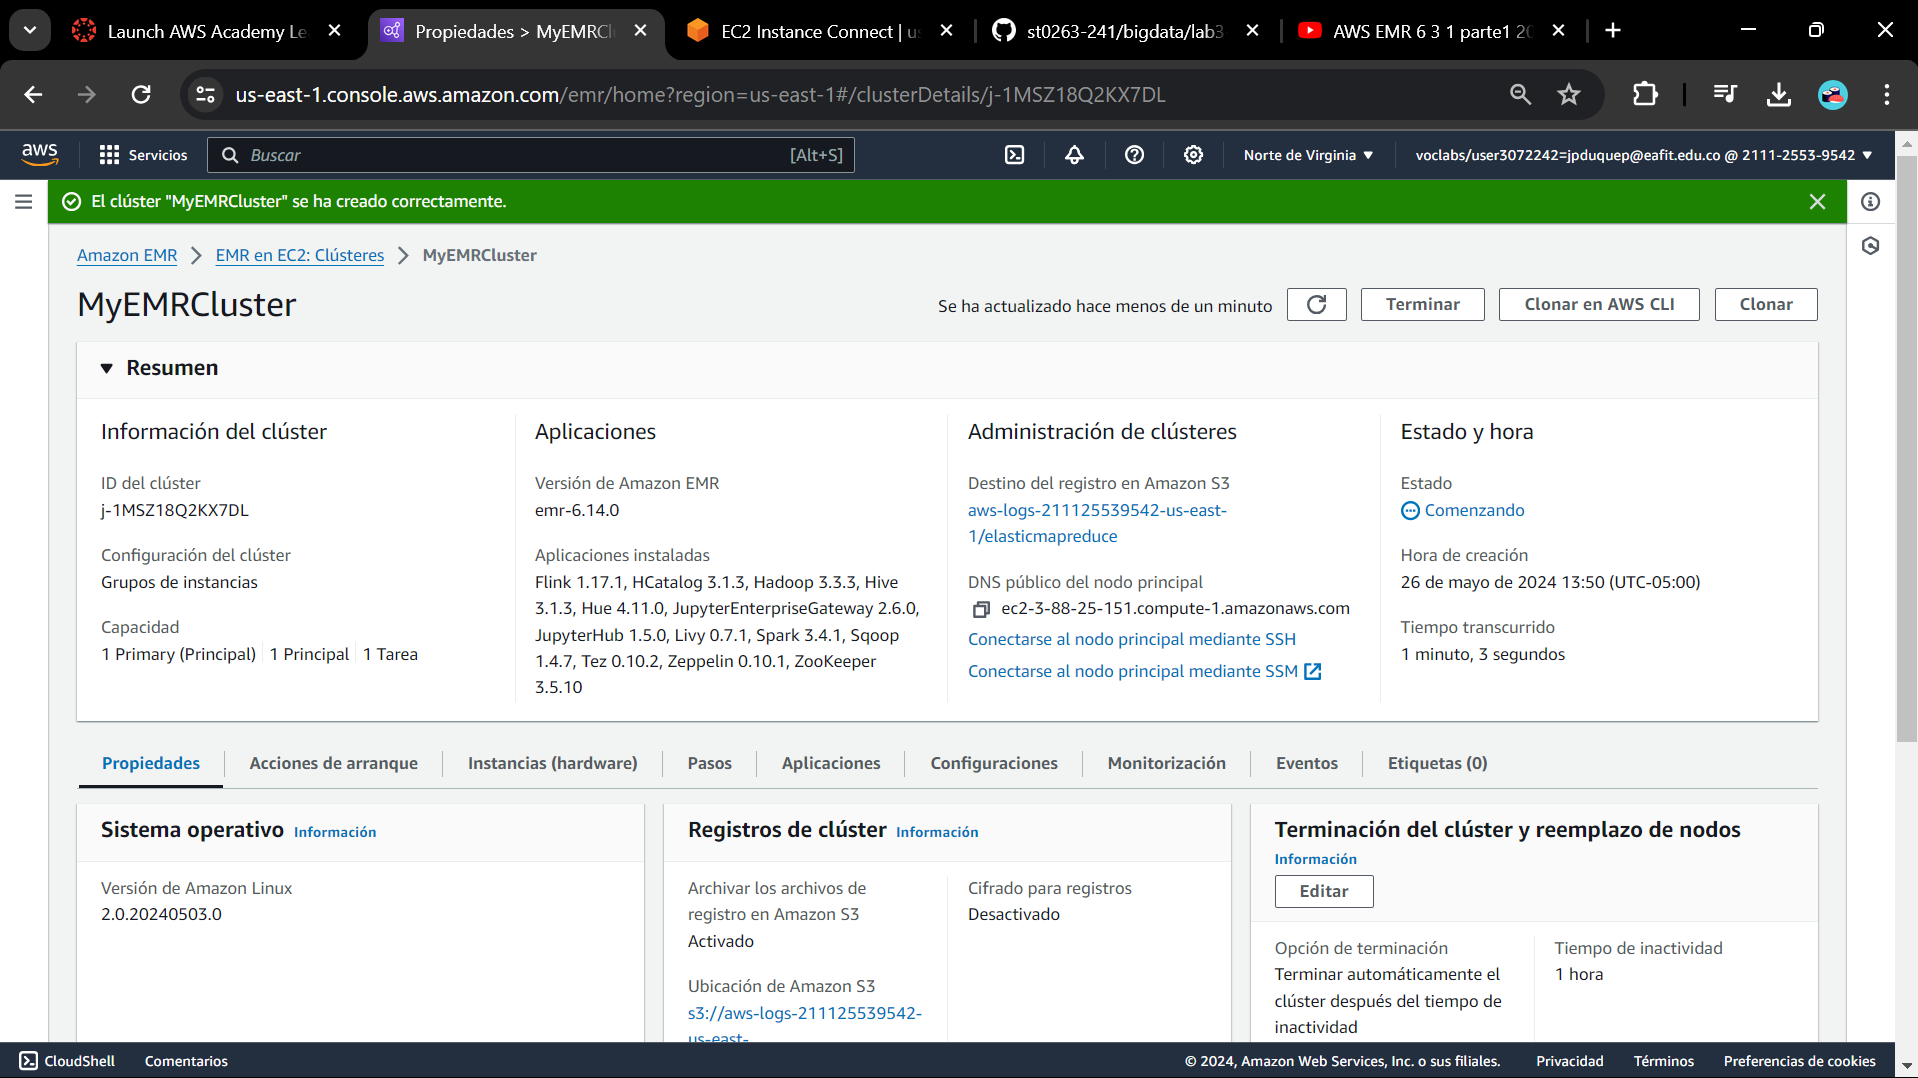 Launch AWS Academy Le
Propiedades > MyEMRCl
EC2 Instance Connect | us
st0263-241/bigdata/lab3
AWS EMR 6 3 1 parte1 20
us-east-1.console.aws.amazon.com/emr/home?region=us-east-1#/clusterDetails/j-1MSZ18Q2KX7DL
aws
Servicios
Buscar
[Alt+S]
Norte de Virginia
voclabs/user3072242=jpduquep@eafit.edu.co @ 2111-2553-9542
El clúster "MyEMRCluster" se ha creado correctamente.
Amazon EMR
EMR en EC2: Clústeres
MyEMRCluster
MyEMRCluster
Se ha actualizado hace menos de un minuto
Terminar
Clonar en AWS CLI
Clonar
Resumen
Información del clúster
ID del clúster
j-1MSZ18Q2KX7DL
Configuración del clúster
Grupos de instancias
Capacidad
1 Primary (Principal) 1 Principal 1 Tarea
Aplicaciones
Versión de Amazon EMR
emr-6.14.0
Aplicaciones instaladas
Flink 1.17.1, HCatalog 3.1.3, Hadoop 3.3.3, Hive
3.1.3, Hue 4.11.0, JupyterEnterpriseGateway 2.6.0,
JupyterHub 1.5.0, Livy 0.7.1, Spark 3.4.1, Sqoop
1.4.7, Tez 0.10.2, Zeppelin 0.10.1, ZooKeeper
3.5.10
Administración de clústeres
Destino del registro en Amazon S3
aws-logs-211125539542-us-east-
1/elasticmapreduce
DNS público del nodo principal
ec2-3-88-25-151.compute-1.amazonaws.com
Conectarse al nodo principal mediante SSH
Conectarse al nodo principal mediante SSM
Estado y hora
Estado
Comenzando
Hora de creación
26 de mayo de 2024 13:50 (UTC-05:00)
Tiempo transcurrido
1 minuto, 3 segundos
Propiedades
Acciones de arranque
Instancias (hardware)
Pasos
Aplicaciones
Configuraciones
Monitorización
Eventos
Etiquetas (0)
Sistema operativo Información
Versión de Amazon Linux
2.0.20240503.0
Registros de clúster Información
Archivar los archivos de
registro en Amazon S3
Activado
Ubicación de Amazon S3
s3://aws-logs-211125539542-
us-east-
Cifrado para registros
Desactivado
Terminación del clúster y reemplazo de nodos
Información
Editar
Opción de terminación
Terminar automáticamente el
clúster después del tiempo de
inactividad
Tiempo de inactividad
1 hora
CloudShell
Comentarios
© 2024, Amazon Web Services, Inc. o sus filiales.
Privacidad
Términos
Preferencias de cookies